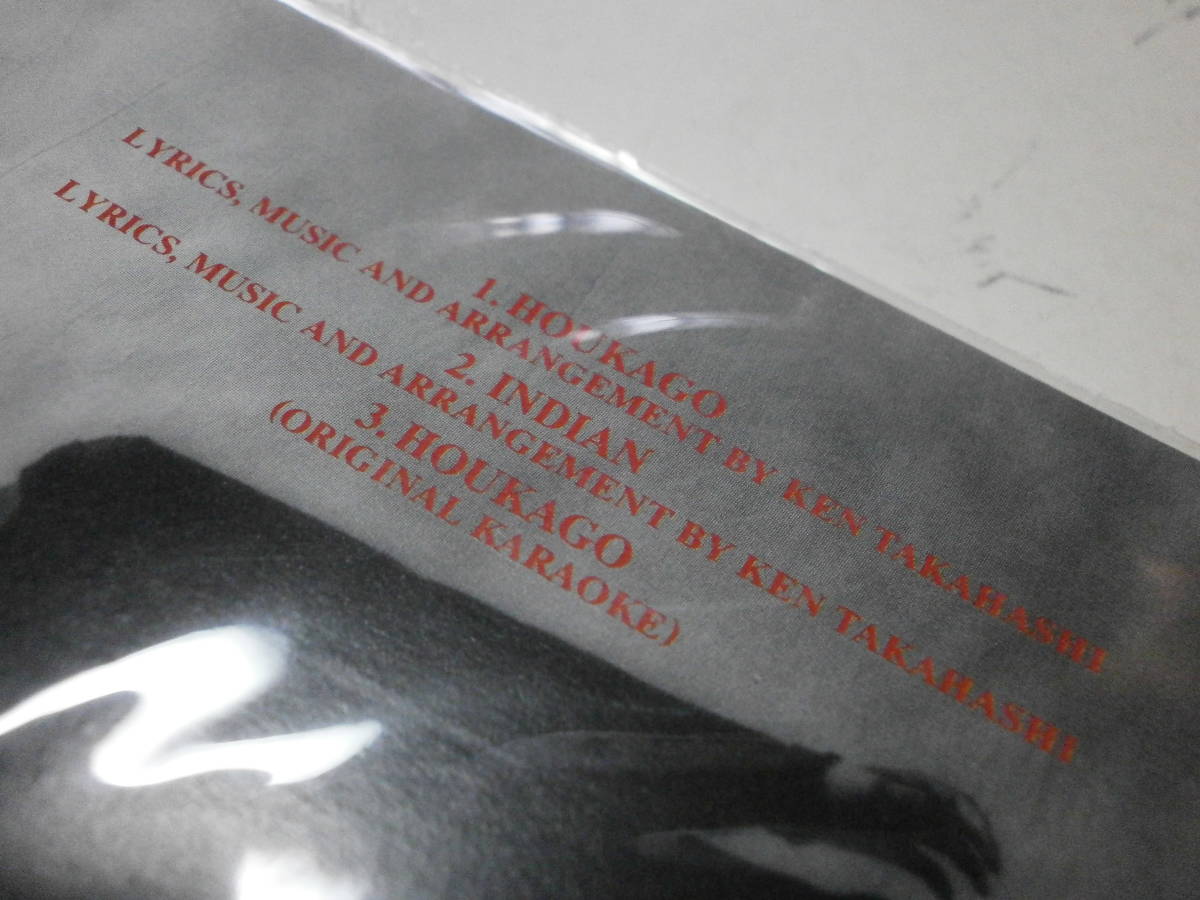 1. HOUKAGO
LYRICS, MUSIC AND ARRANGEMENT BY KEN TAKAHASHI
2. INDIAN
LYRICS, MUSIC AND ARRANGEMENT BY KEN TAKAHASHI
3. HOUKAGO
(ORIGINAL KARAOKE)